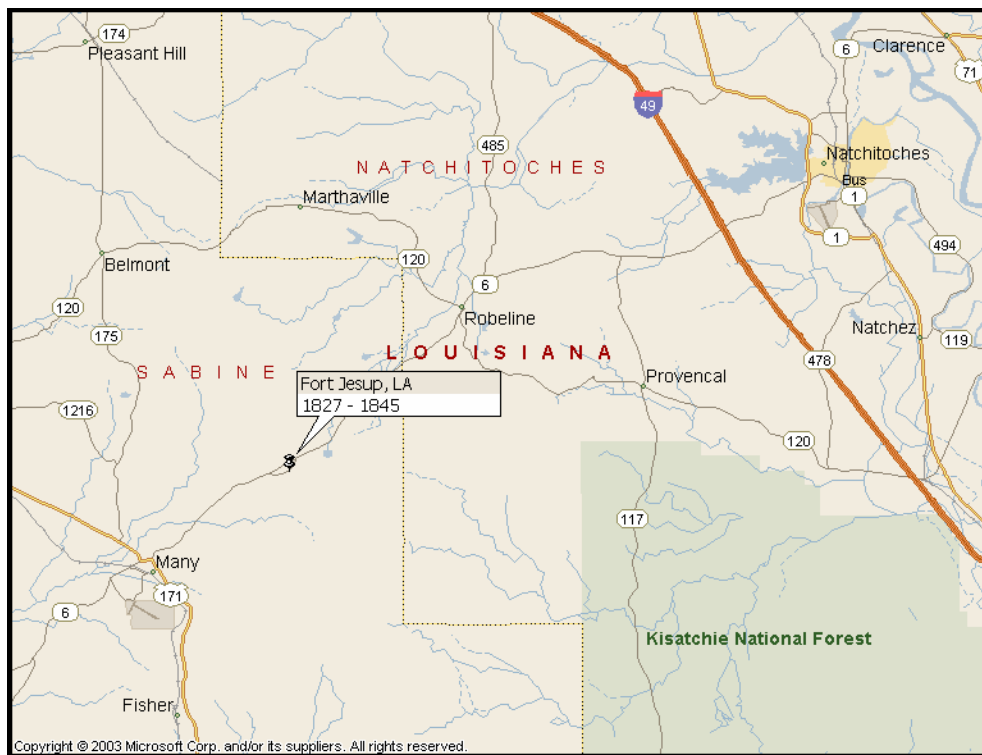 174
Pleasant Hill
6
Clarence
71
49
485
NATCHITOCHES
Natchitoches
Bus
1
Marthaville
1
494
Belmont
120
6
120
Robeline
Natchez
119
175
LOUISIANA
478
SABINE
Provencal
Fort Jesup, LA
1827 - 1845
1216
120
117
Many
171
6
Kisatchie National Forest
Fisher
Copyright © 2003 Microsoft Corp. and/or its suppliers. All rights reserved.